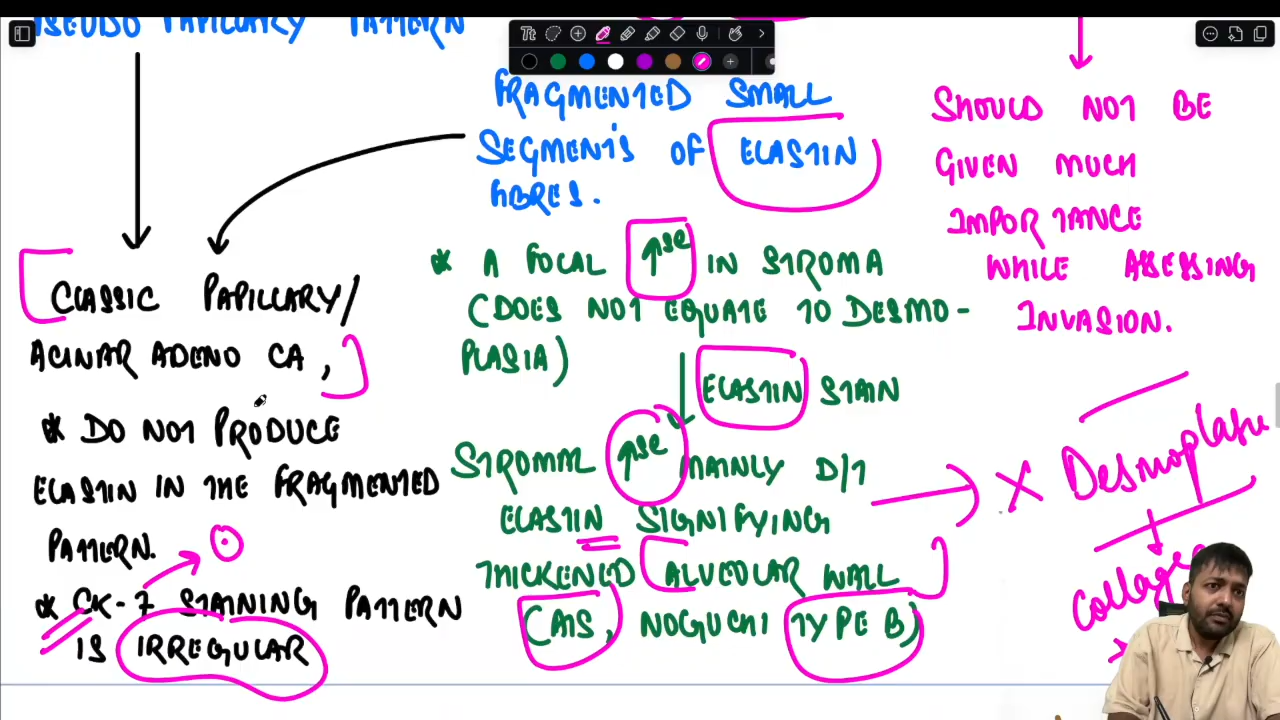 PSEUDO PAPILLARY PATTERN
FRAGMENTED SMALL
SEGMENTS OF ELASTIN
FIBRES.
* A FOCAL ↑se IN STROMA
(DOES NOT EQUATE TO DESMO-
PLASIA)
ELASTIN STAIN
STROMAL ↑se MAINLY D/T
ELASTIN SIGNIFYING
THICKENED ALVEOLAR WALL
(AIS, NOGUCHI TYPE B)
CLASSIC PAPILLARY/
ACINAR ADENO CA,
* DO NOT PRODUCE
ELASTIN IN THE FRAGMENTED
PATTERN.
* CK-7 STAINING PATTERN
IS IRREGULAR
SHOULD NOT BE
GIVEN MUCH
IMPORTANCE
WHILE ASSESSING
INVASION.
X Desmoplasia
Tt